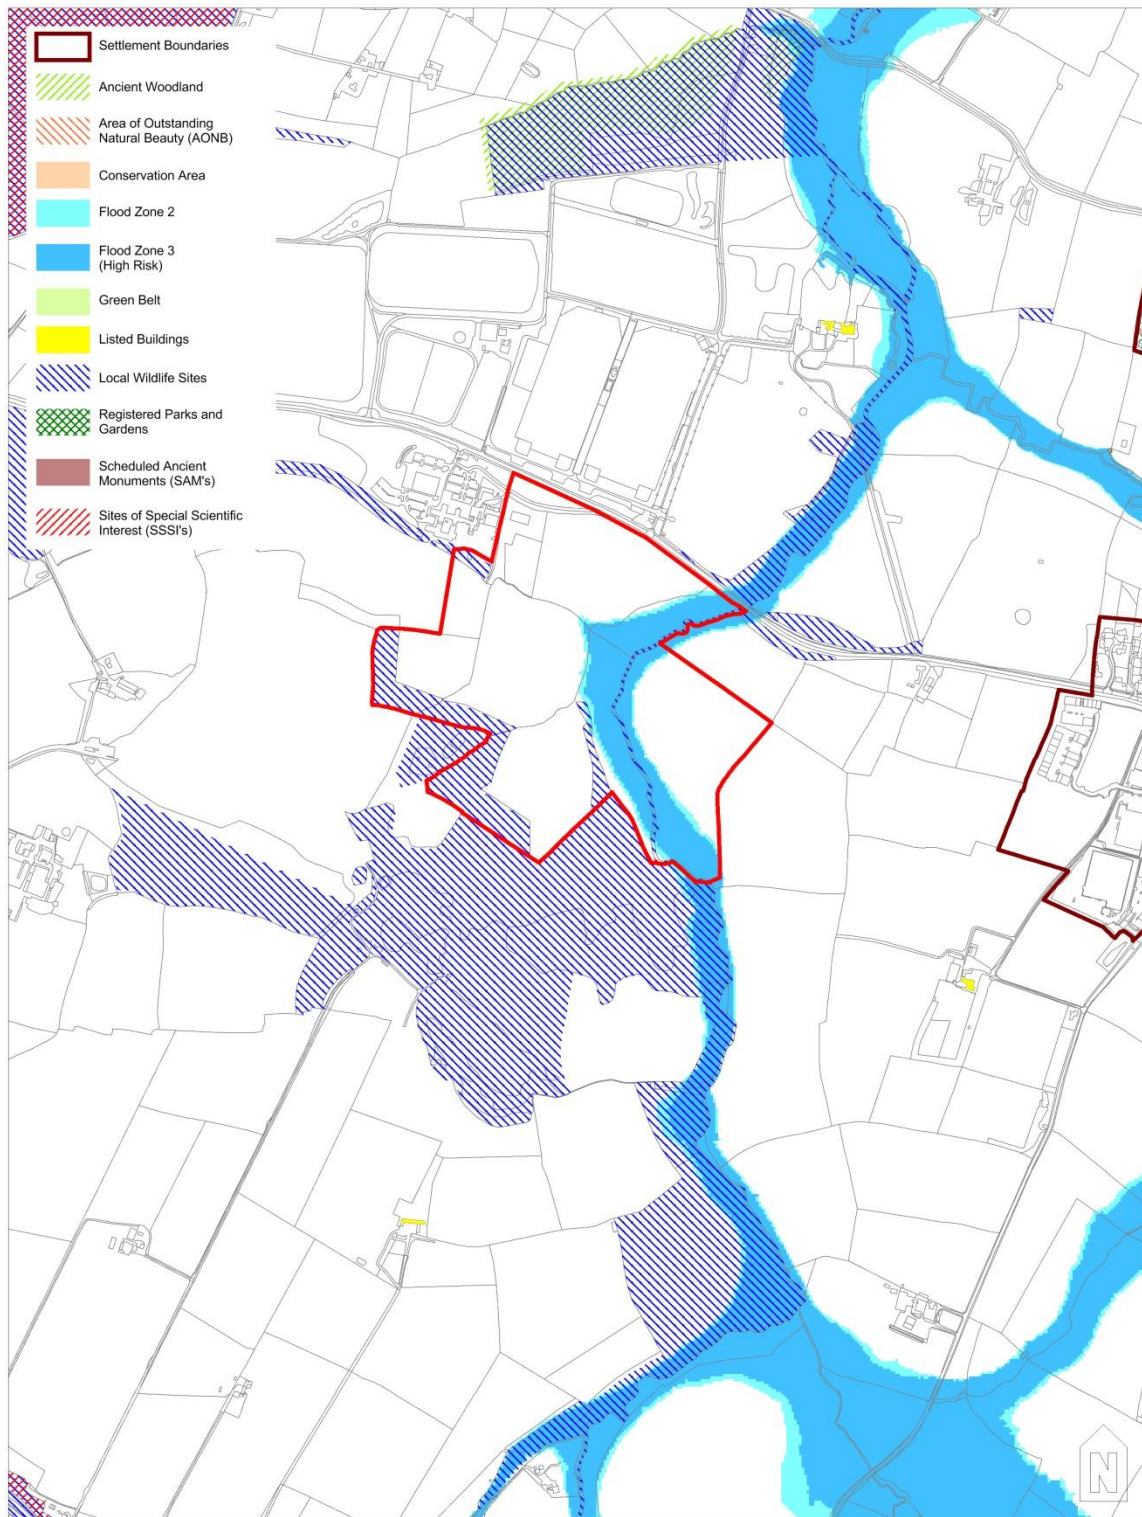 Settlement Boundaries
Ancient Woodland
Area of Outstanding
Natural Beauty (AONB)
Conservation Area
Flood Zone 2
Flood Zone 3
(High Risk)
Green Belt
Listed Buildings
Local Wildlife Sites
Registered Parks and
Gardens
Scheduled Ancient
Monuments (SAM's)
Sites of Special Scientific
Interest (SSSI's)
N